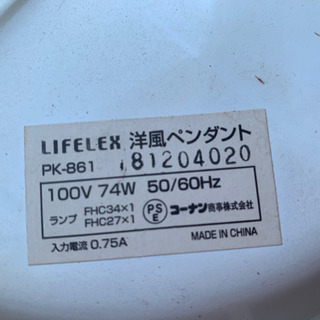 LIFELEX 洋風ペンダント
PK-861 181204020
100V 74W 50/60Hz
ランプ FHC34×1
FHC27×1
PSE コーナン商事株式会社
入力電流 0.75A
MADE IN CHINA